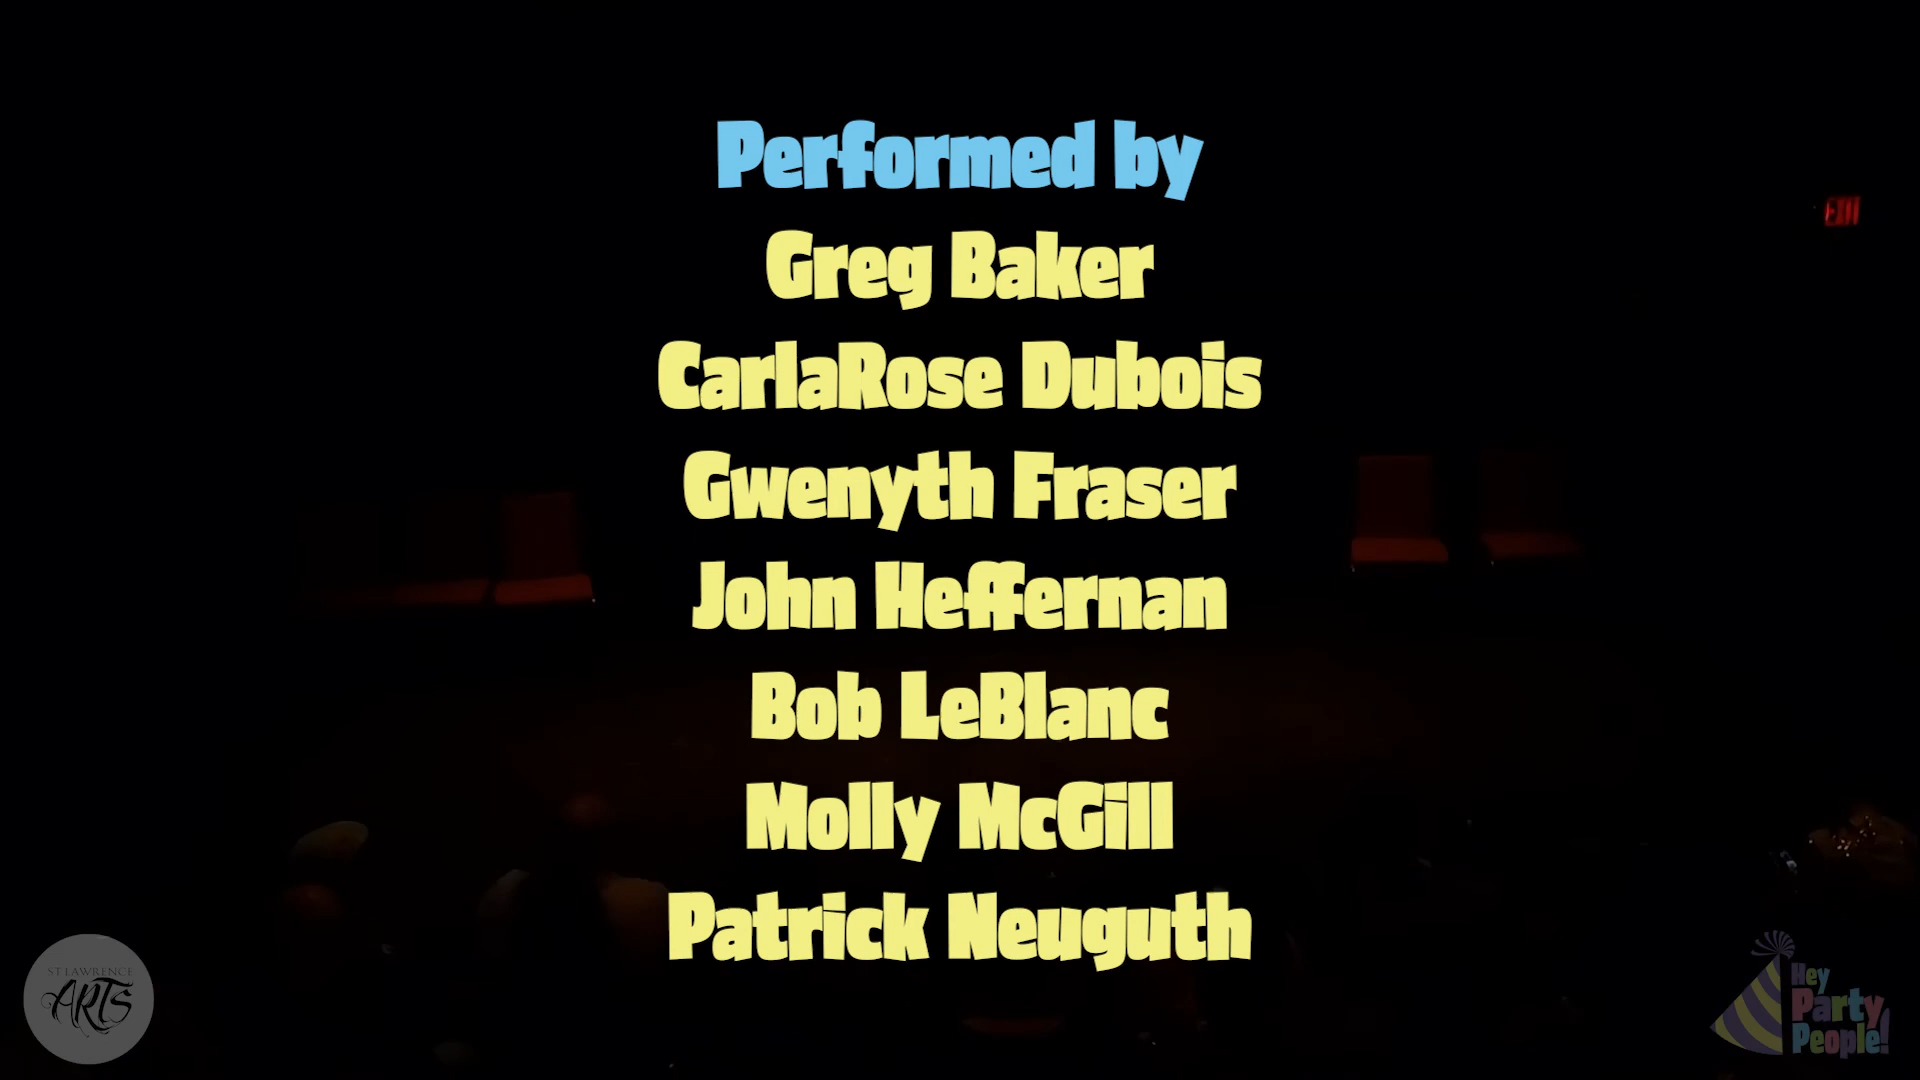 Performed by
Greg Baker
CarlaRose Dubois
Gwenyth Fraser
John Heffernan
Bob LeBlanc
Molly McGill
Patrick Neuguth
EXIT
ST LAWRENCE
ARTS
Hey
Party
People!